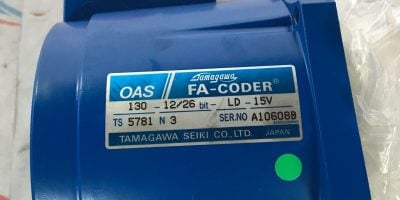 OAS Tamagawa FA-CODER®
130 - 12/26 bit - LD - 15V
TS 5781 N 3 SER.NO A10608B
TAMAGAWA SEIKI CO.,LTD. JAPAN